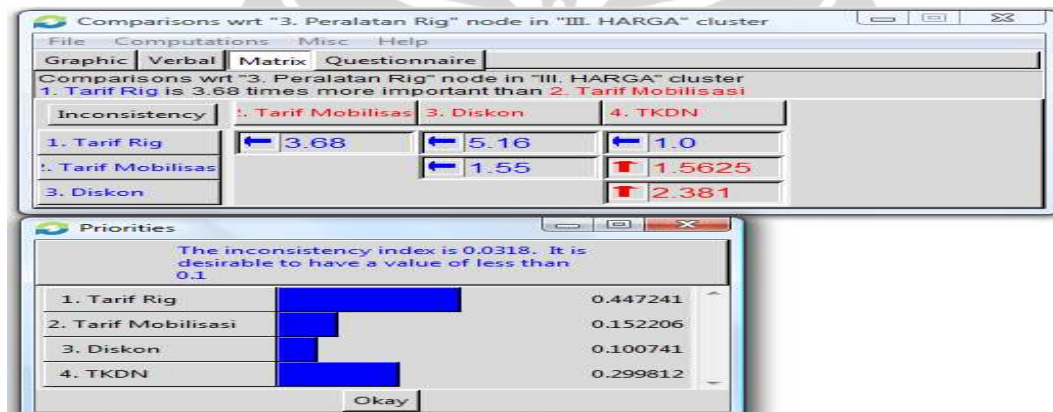 Comparisons wrt "3. Peralatan Rig" node in "III. HARGA" cluster
File Computations Misc Help
Graphic Verbal Matrix Questionnaire
Comparisons wrt "3. Peralatan Rig" node in "III. HARGA" cluster
1. Tarif Rig is 3.68 times more important than 2. Tarif Mobilisasi
Inconsistency . Tarif Mobilisas 3. Diskon 4. TKDN
1. Tarif Rig 3.68 5.16 1.0
. Tarif Mobilisas 1.55 1.5625
3. Diskon 2.381
Priorities
The inconsistency index is 0.0318. It is
desirable to have a value of less than
0.1
1. Tarif Rig 0.447241
2. Tarif Mobilisasi 0.152206
3. Diskon 0.100741
4. TKDN 0.299812
Okay